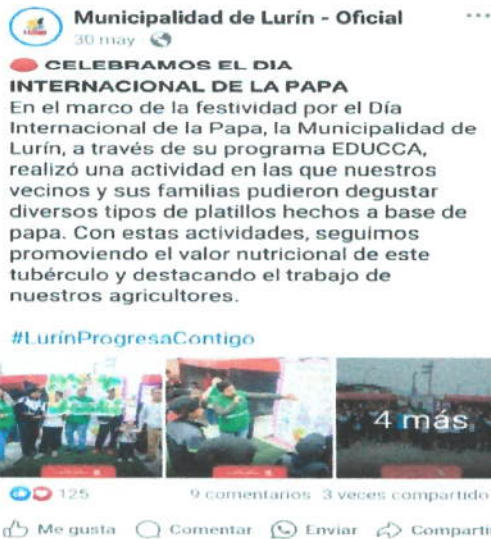 Municipalidad de Lurín - Oficial
30 may
CELEBRAMOS EL DIA
INTERNACIONAL DE LA PAPA
En el marco de la festividad por el Día
Internacional de la Papa, la Municipalidad de
Lurín, a través de su programa EDUCCA,
realizó una actividad en las que nuestros
vecinos y sus familias pudieron degustar
diversos tipos de platillos hechos a base de
papa. Con estas actividades, seguimos
promoviendo el valor nutricional de este
tubérculo y destacando el trabajo de
nuestros agricultores.
#LurínProgresaContigo
4 más
125 9 comentarios 3 veces compartido
Me gusta Comentar Enviar Comparti